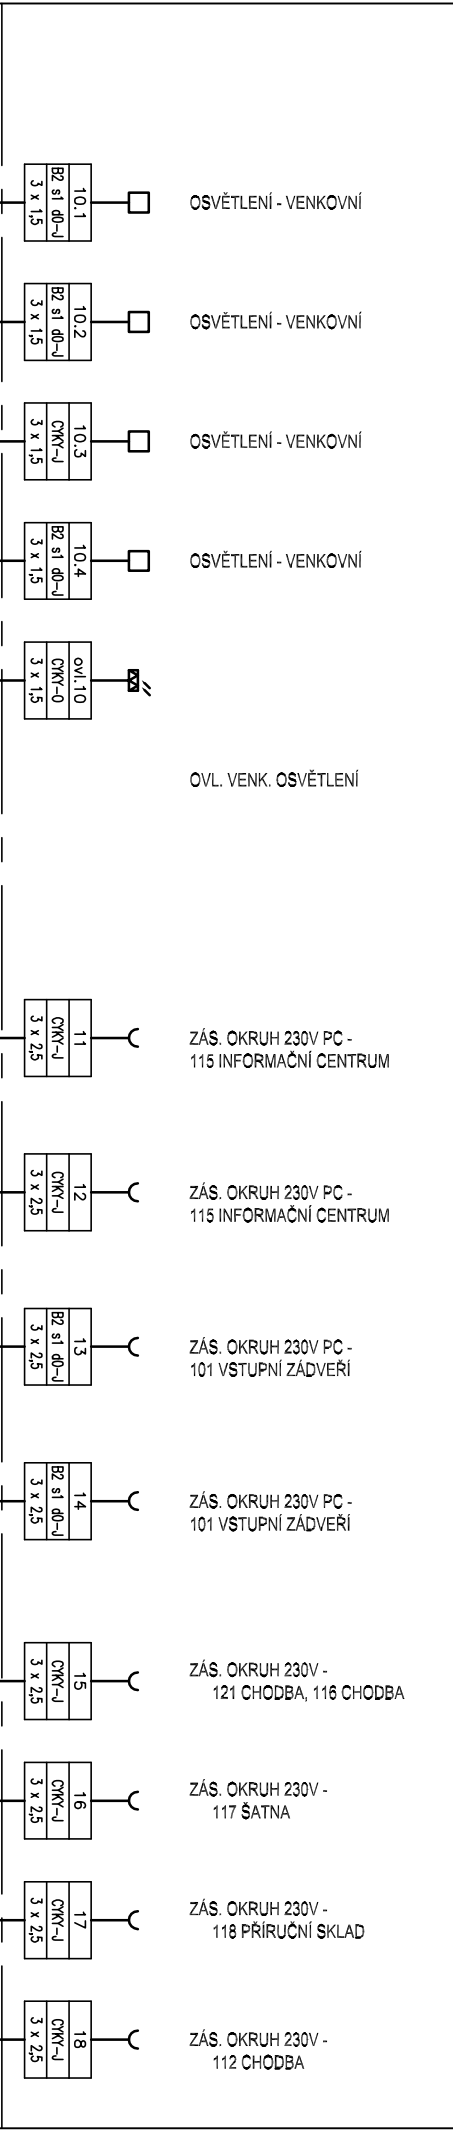 10.1
B2 s1 d0-J
3 x 1,5
OSVĚTLENÍ - VENKOVNÍ
10.2
B2 s1 d0-J
3 x 1,5
OSVĚTLENÍ - VENKOVNÍ
10.3
CYKY-J
3 x 1,5
OSVĚTLENÍ - VENKOVNÍ
10.4
B2 s1 d0-J
3 x 1,5
OSVĚTLENÍ - VENKOVNÍ
ovl.10
CYKY-O
3 x 1,5
OVL. VENK. OSVĚTLENÍ
11
CYKY-J
3 x 2,5
ZÁS. OKRUH 230V PC -
115 INFORMAČNÍ CENTRUM
12
CYKY-J
3 x 2,5
ZÁS. OKRUH 230V PC -
115 INFORMAČNÍ CENTRUM
13
B2 s1 d0-J
3 x 2,5
ZÁS. OKRUH 230V PC -
101 VSTUPNÍ ZÁDVEŘÍ
14
B2 s1 d0-J
3 x 2,5
ZÁS. OKRUH 230V PC -
101 VSTUPNÍ ZÁDVEŘÍ
15
CYKY-J
3 x 2,5
ZÁS. OKRUH 230V -
121 CHODBA, 116 CHODBA
16
CYKY-J
3 x 2,5
ZÁS. OKRUH 230V -
117 ŠATNA
17
CYKY-J
3 x 2,5
ZÁS. OKRUH 230V -
118 PŘÍRUČNÍ SKLAD
18
CYKY-J
3 x 2,5
ZÁS. OKRUH 230V -
112 CHODBA